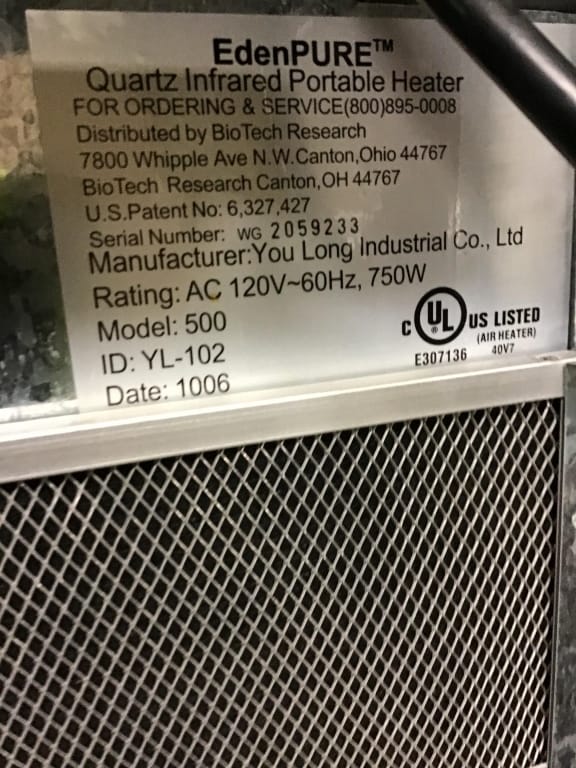 EdenPURE™
Quartz Infrared Portable Heater
FOR ORDERING & SERVICE(800)895-0008
Distributed by BioTech Research
7800 Whipple Ave N.W.Canton,Ohio 44767
BioTech Research Canton,OH 44767
U.S.Patent No: 6,327,427
Serial Number: WG 2059233
Manufacturer:You Long Industrial Co., Ltd
Rating: AC 120V~60Hz, 750W
Model: 500
ID: YL-102
Date: 1006
C UL® US LISTED
(AIR HEATER)
E307136 40V7